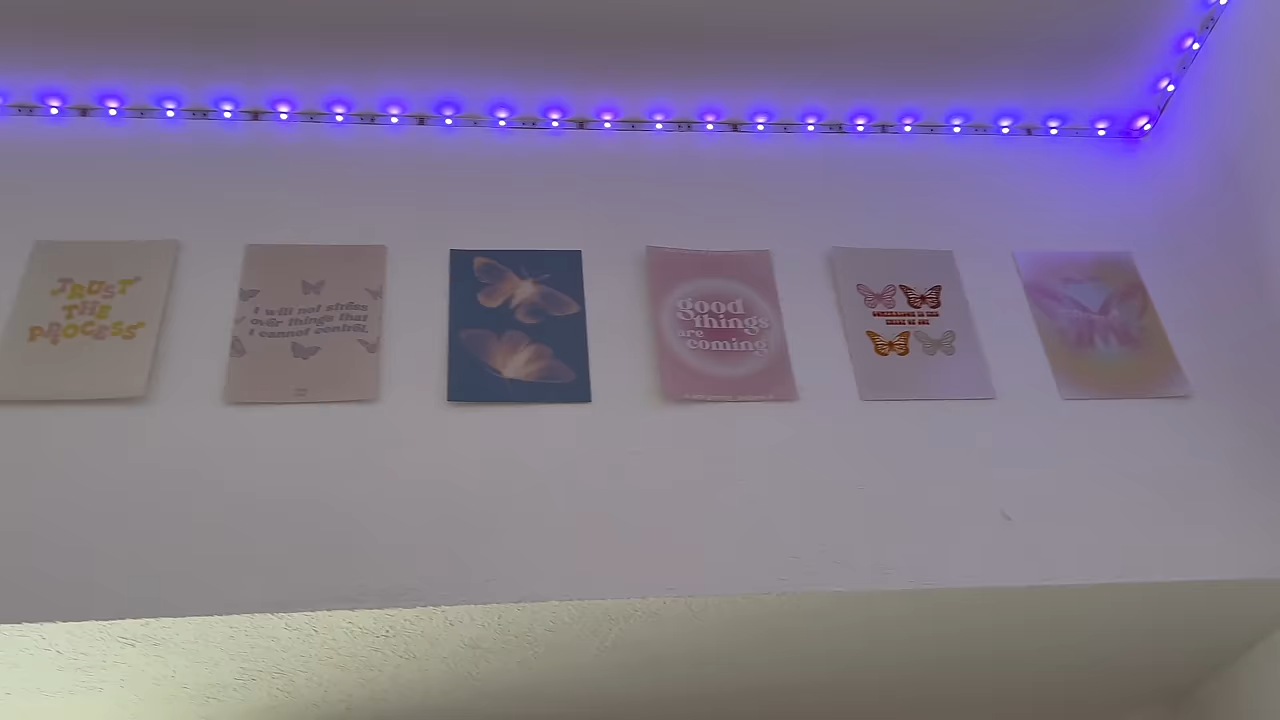 TRUST
THE
PROCESS
I will not stress
over things that
I cannot control.
good
things
are
coming